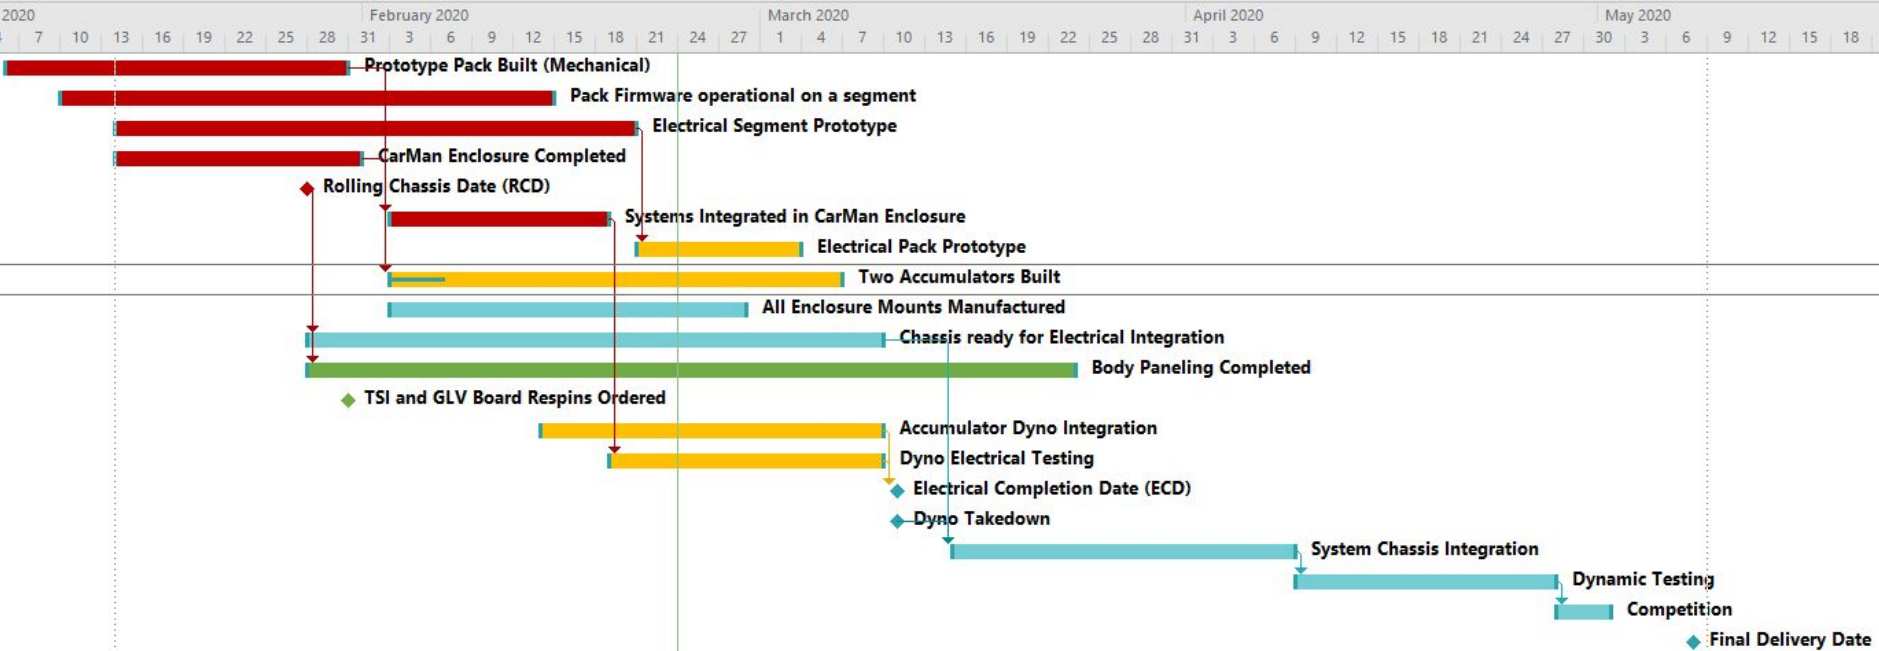 2020 February 2020 March 2020 April 2020 May 2020
7 10 13 16 19 22 25 28 31 3 6 9 12 15 18 21 24 27 1 4 7 10 13 16 19 22 25 28 31 3 6 9 12 15 18 21 24 27 30 3 6 9 12 15 18
Prototype Pack Built (Mechanical)
Pack Firmware operational on a segment
Electrical Segment Prototype
CarMan Enclosure Completed
Rolling Chassis Date (RCD)
Systems Integrated in CarMan Enclosure
Electrical Pack Prototype
Two Accumulators Built
All Enclosure Mounts Manufactured
Chassis ready for Electrical Integration
Body Paneling Completed
TSI and GLV Board Respins Ordered
Accumulator Dyno Integration
Dyno Electrical Testing
Electrical Completion Date (ECD)
Dyno Takedown
System Chassis Integration
Dynamic Testing
Competition
Final Delivery Date